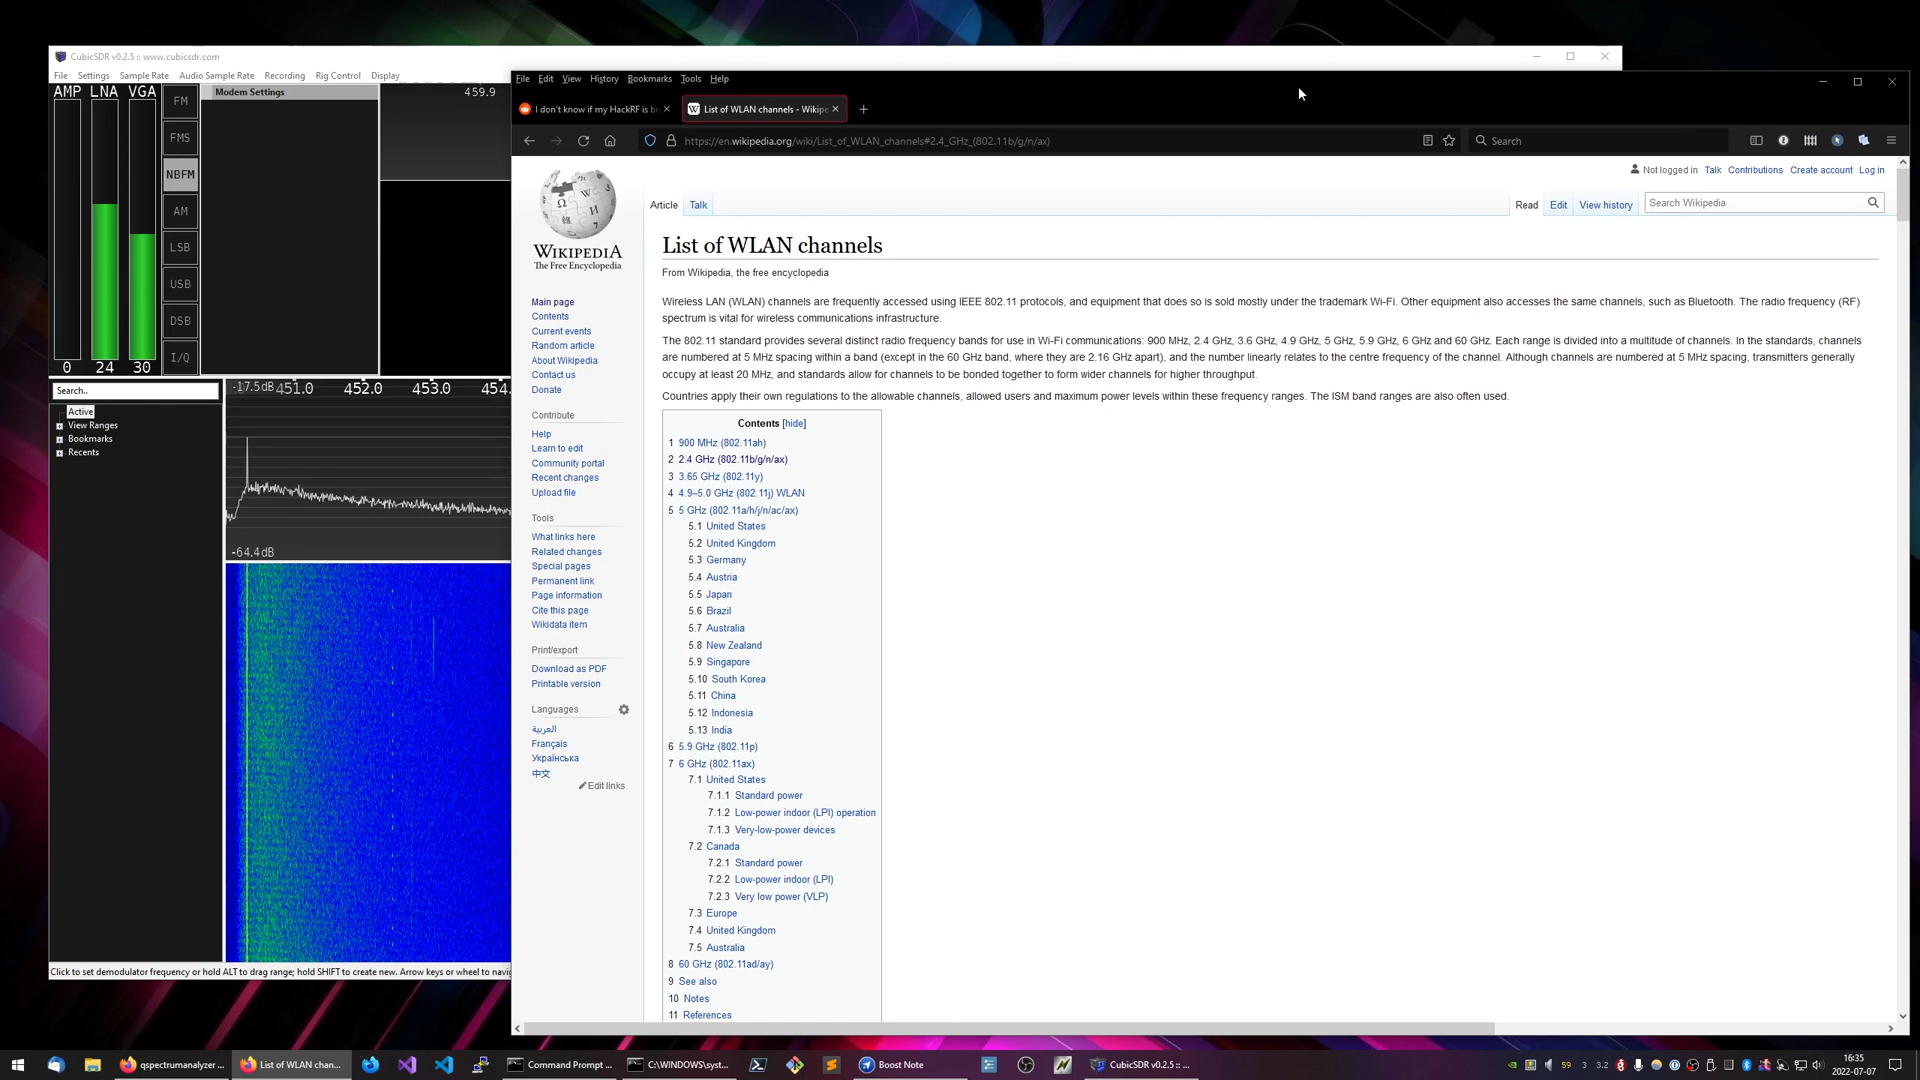 CubicSDR v0.2.5 :: www.cubicsdr.com
File Settings Sample Rate Audio Sample Rate Recording Rig Control Display
AMP LNA VGA
0 24 30
FM
FMS
NBFM
AM
LSB
USB
DSB
I/Q
Modem Settings
459.9
Search..
Active
View Ranges
Bookmarks
Recents
-17.5dB
451.0 452.0 453.0 454.
-64.4dB
Click to set demodulator frequency or hold ALT to drag range; hold SHIFT to create new. Arrow keys or wheel to navig
File Edit View History Bookmarks Tools Help
I don't know if my HackRF is br
List of WLAN channels - Wikipe
https://en.wikipedia.org/wiki/List_of_WLAN_channels#2.4_GHz_(802.11b/g/n/ax)
Search
Not logged in Talk Contributions Create account Log in
Article Talk
Read Edit View history
Search Wikipedia
WIKIPEDIA
The Free Encyclopedia
Main page
Contents
Current events
Random article
About Wikipedia
Contact us
Donate
Contribute
Help
Learn to edit
Community portal
Recent changes
Upload file
Tools
What links here
Related changes
Special pages
Permanent link
Page information
Cite this page
Wikidata item
Print/export
Download as PDF
Printable version
Languages
العربية
Français
Українська
中文
Edit links
List of WLAN channels
From Wikipedia, the free encyclopedia
Wireless LAN (WLAN) channels are frequently accessed using IEEE 802.11 protocols, and equipment that does so is sold mostly under the trademark Wi-Fi. Other equipment also accesses the same channels, such as Bluetooth. The radio frequency (RF)
spectrum is vital for wireless communications infrastructure.
The 802.11 standard provides several distinct radio frequency bands for use in Wi-Fi communications: 900 MHz, 2.4 GHz, 3.6 GHz, 4.9 GHz, 5 GHz, 5.9 GHz, 6 GHz and 60 GHz. Each range is divided into a multitude of channels. In the standards, channels
are numbered at 5 MHz spacing within a band (except in the 60 GHz band, where they are 2.16 GHz apart), and the number linearly relates to the centre frequency of the channel. Although channels are numbered at 5 MHz spacing, transmitters generally
occupy at least 20 MHz, and standards allow for channels to be bonded together to form wider channels for higher throughput.
Countries apply their own regulations to the allowable channels, allowed users and maximum power levels within these frequency ranges. The ISM band ranges are also often used.
Contents [hide]
1 900 MHz (802.11ah)
2 2.4 GHz (802.11b/g/n/ax)
3 3.65 GHz (802.11y)
4 4.9–5.0 GHz (802.11j) WLAN
5 5 GHz (802.11a/h/j/n/ac/ax)
5.1 United States
5.2 United Kingdom
5.3 Germany
5.4 Austria
5.5 Japan
5.6 Brazil
5.7 Australia
5.8 New Zealand
5.9 Singapore
5.10 South Korea
5.11 China
5.12 Indonesia
5.13 India
6 5.9 GHz (802.11p)
7 6 GHz (802.11ax)
7.1 United States
7.1.1 Standard power
7.1.2 Low-power indoor (LPI) operation
7.1.3 Very-low-power devices
7.2 Canada
7.2.1 Standard power
7.2.2 Low-power indoor (LPI)
7.2.3 Very low power (VLP)
7.3 Europe
7.4 United Kingdom
7.5 Australia
8 60 GHz (802.11ad/ay)
9 See also
10 Notes
11 References
qspectrumanalyzer ...
List of WLAN chan...
Command Prompt ...
C:\WINDOWS\syst...
Boost Note
CubicSDR v0.2.5 :: ...
59 3 3.2
16:35
2022-07-07